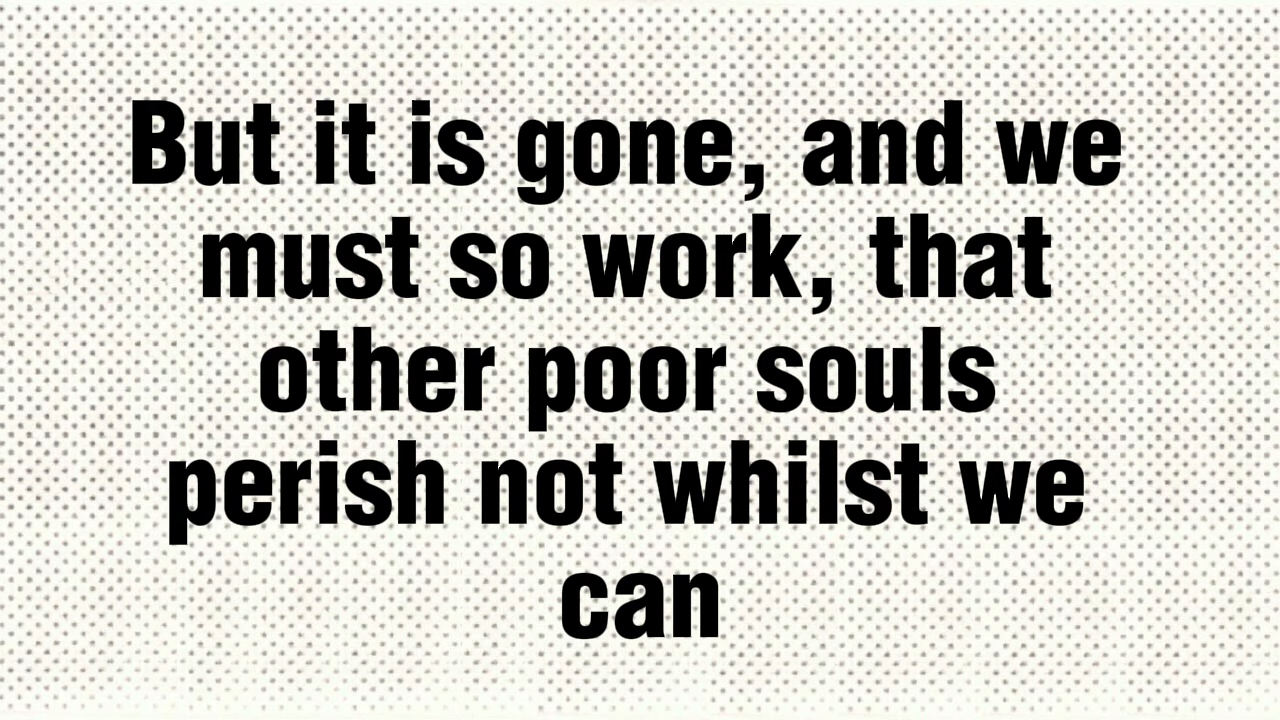 But it is gone, and we
must so work, that
other poor souls
perish not whilst we
can